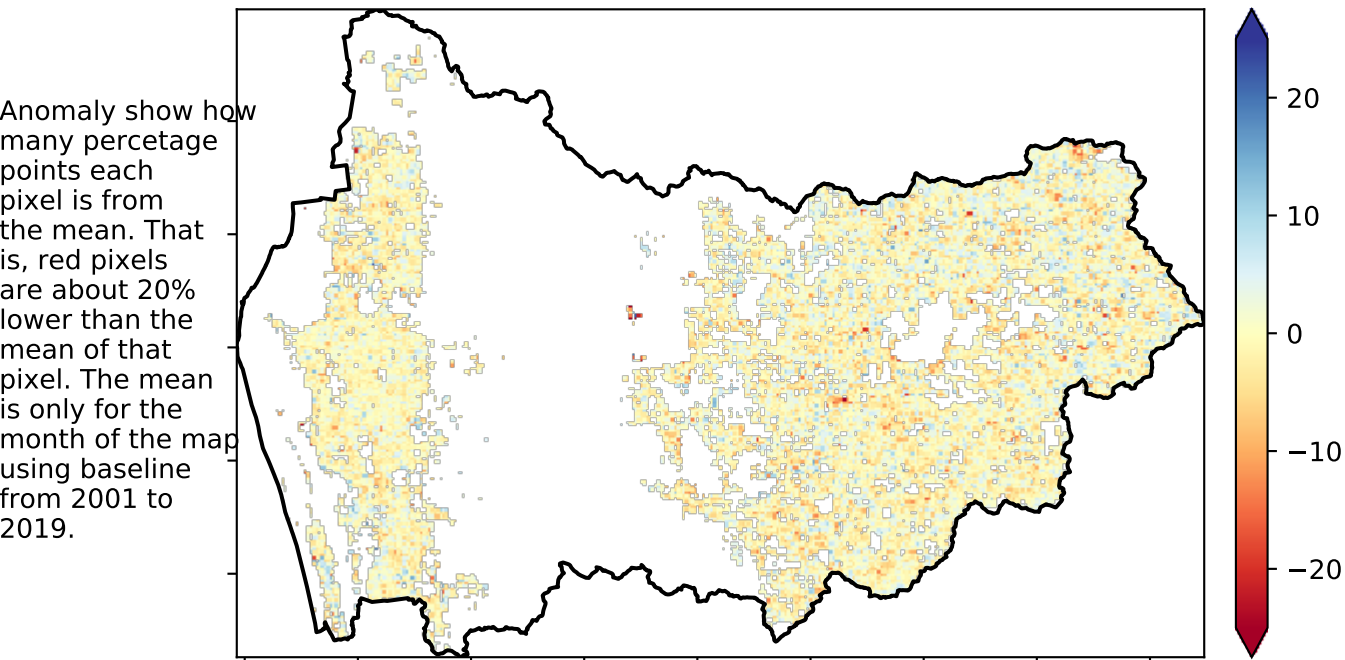 Anomaly show how
many percetage
points each
pixel is from
the mean. That
is, red pixels
are about 20%
lower than the
mean of that
pixel. The mean
is only for the
month of the map
using baseline
from 2001 to
2019.
20
10
0
−10
−20